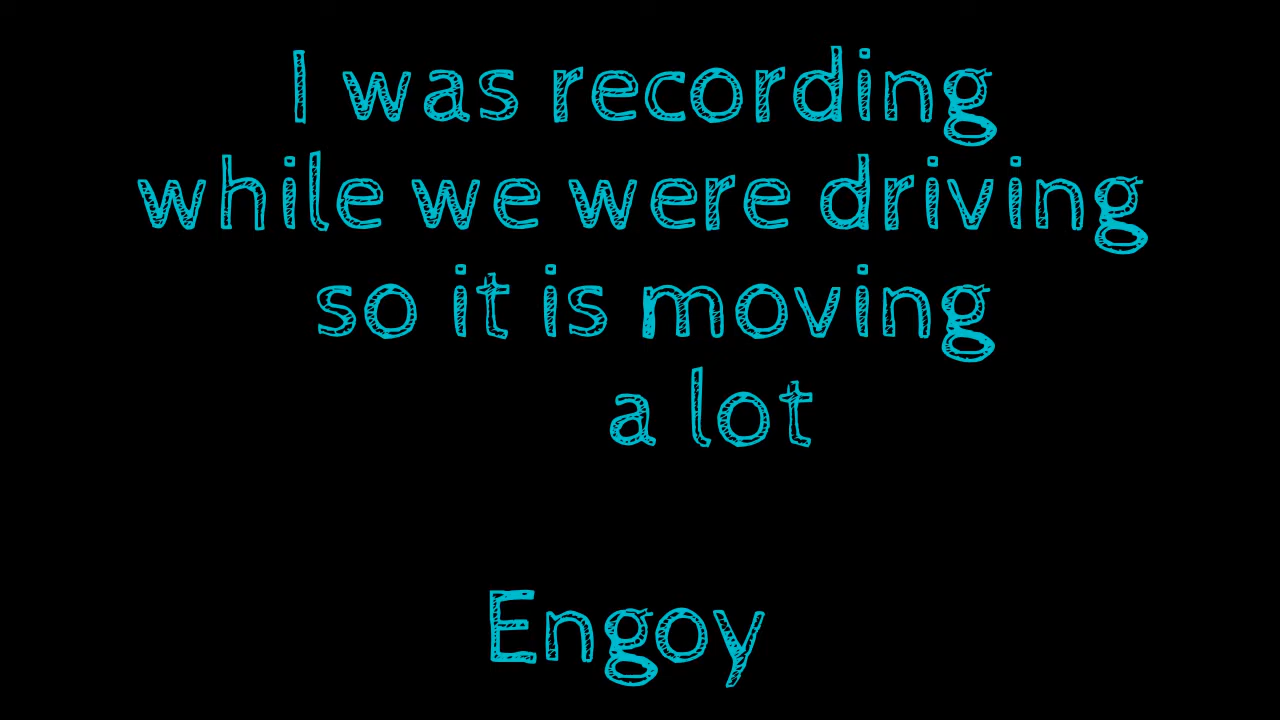 I was recording
while we were driving
so it is moving
a lot
Engoy